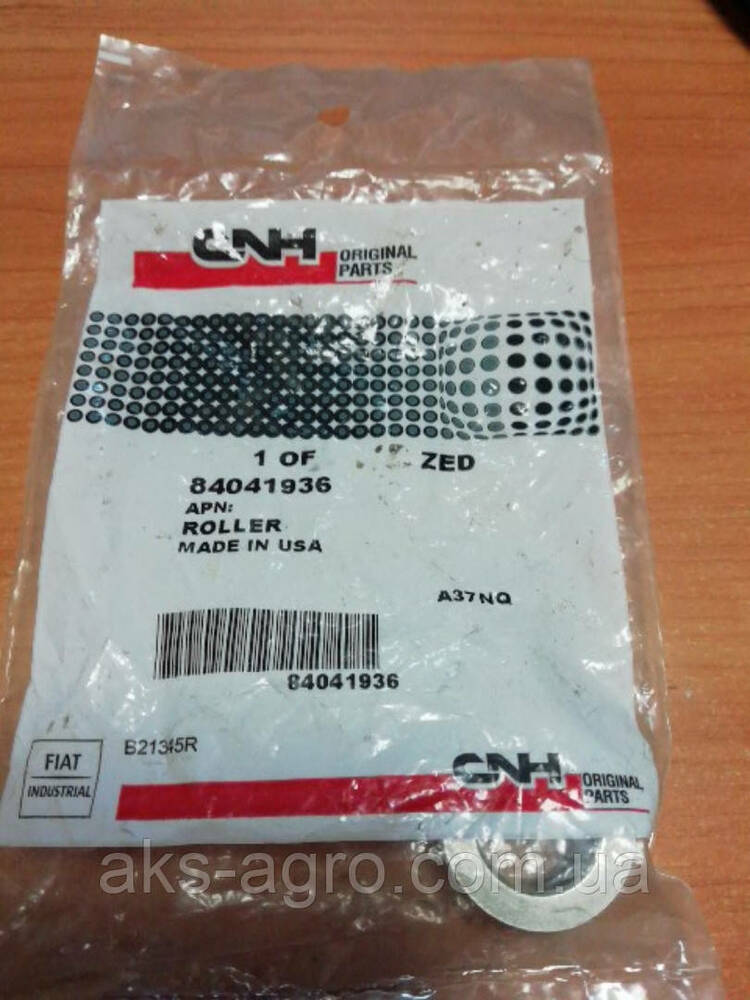 CNH
ORIGINAL
PARTS
1 OF ZED
84041936
APN:
ROLLER
MADE IN USA
A37NQ
84041936
B21345R
FIAT
INDUSTRIAL
CNH
ORIGINAL
PARTS
aks-agro.com.ua